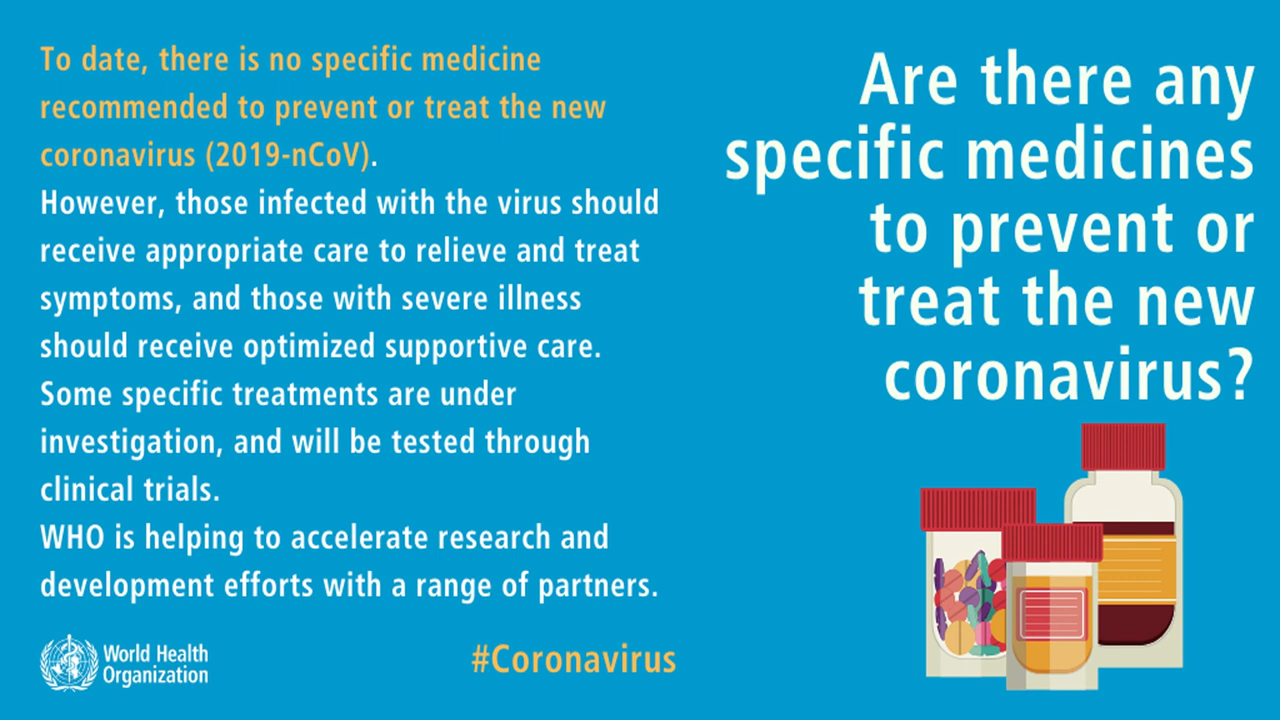 Are there any
specific medicines
to prevent or
treat the new
coronavirus?
To date, there is no specific medicine
recommended to prevent or treat the new
coronavirus (2019-nCoV).
However, those infected with the virus should
receive appropriate care to relieve and treat
symptoms, and those with severe illness
should receive optimized supportive care.
Some specific treatments are under
investigation, and will be tested through
clinical trials.
WHO is helping to accelerate research and
development efforts with a range of partners.
World Health
Organization
#Coronavirus